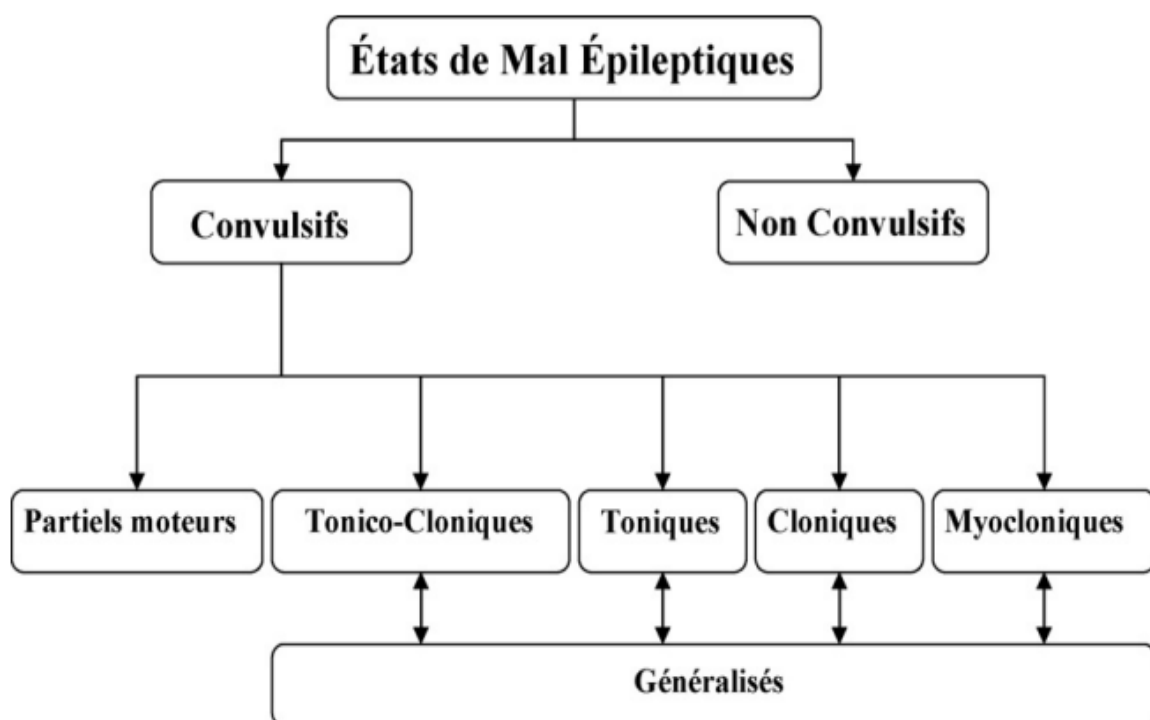 États de Mal Épileptiques
Convulsifs
Non Convulsifs
Partiels moteurs
Tonico-Cloniques
Toniques
Cloniques
Myocloniques
Généralisés